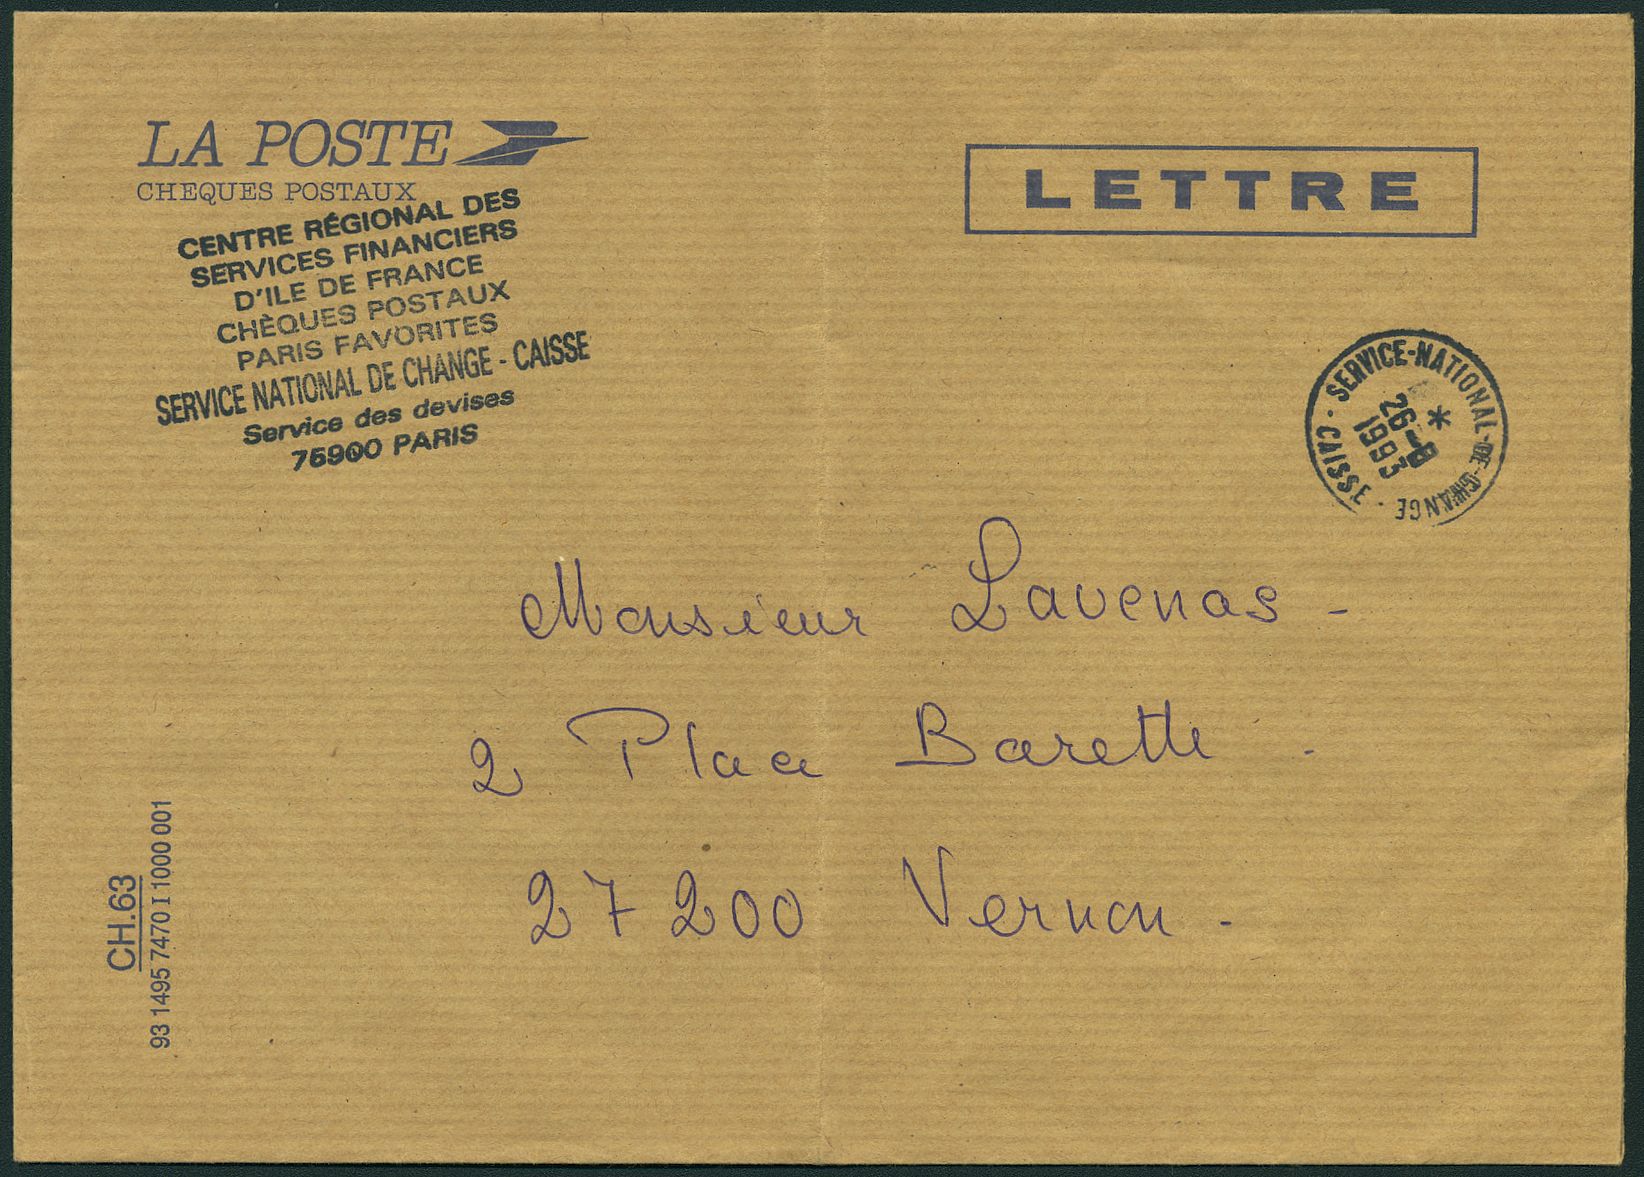 LA POSTE
CHEQUES POSTAUX
CENTRE RÉGIONAL DES
SERVICES FINANCIERS
D'ILE DE FRANCE
CHÈQUES POSTAUX
PARIS FAVORITES
SERVICE NATIONAL DE CHANGE - CAISSE
Service des devises
75900 PARIS
LETTRE
SERVICE-NATIONAL-DE-CHANGE - CAISSE -
*
26-8
1993
Monsieur Lavenas -
2 Place Barette -
27200 Vernon -
CH.63
93 1495 7470 I 1000 001